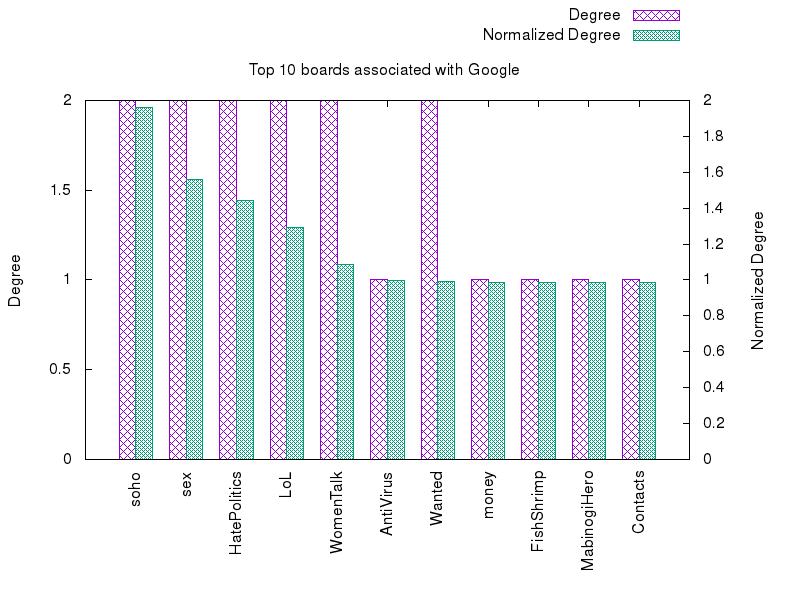 Degree
Normalized Degree
Top 10 boards associated with Google
2
1.5
1
0.5
0
2
1.8
1.6
1.4
1.2
1
0.8
0.6
0.4
0.2
0
Degree
Normalized Degree
soho
sex
HatePolitics
LoL
WomenTalk
AntiVirus
Wanted
money
FishShrimp
MabinogiHero
Contacts